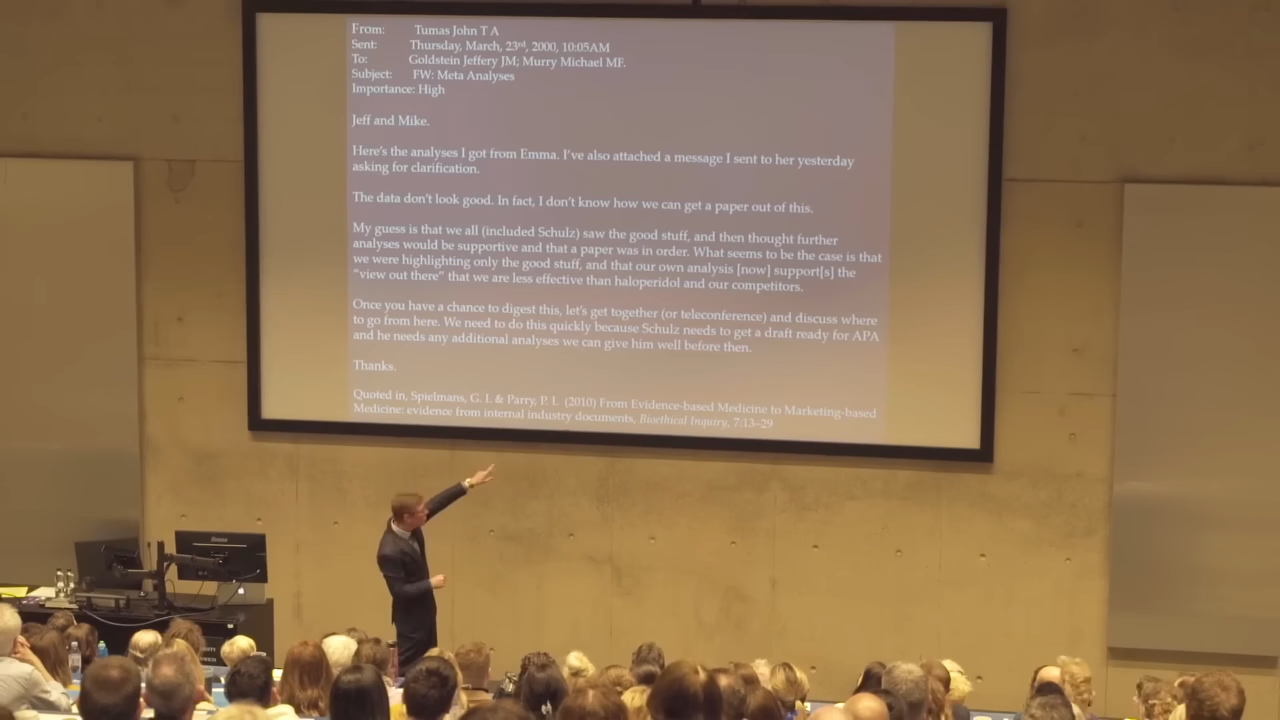 From: Tumas John T A
Sent: Thursday, March, 23rd, 2000, 10:05AM
To: Goldstein Jeffery JM; Murry Michael MF.
Subject: FW: Meta Analyses
Importance: High
Jeff and Mike.
Here's the analyses I got from Emma. I've also attached a message I sent to her yesterday
asking for clarification.
The data don't look good. In fact, I don't know how we can get a paper out of this.
My guess is that we all (included Schulz) saw the good stuff, and then thought further
analyses would be supportive and that a paper was in order. What seems to be the case is that
we were highlighting only the good stuff, and that our own analysis [now] support[s] the
"view out there" that we are less effective than haloperidol and our competitors.
Once you have a chance to digest this, let's get together (or teleconference) and discuss where
to go from here. We need to do this quickly because Schulz needs to get a draft ready for APA
and he needs any additional analyses we can give him well before then.
Thanks.
Quoted in, Spielmans, G. I. & Parry, P. I. (2010) From Evidence-based Medicine to Marketing-based
Medicine: evidence from internal industry documents, Bioethical Inquiry, 7:13–29